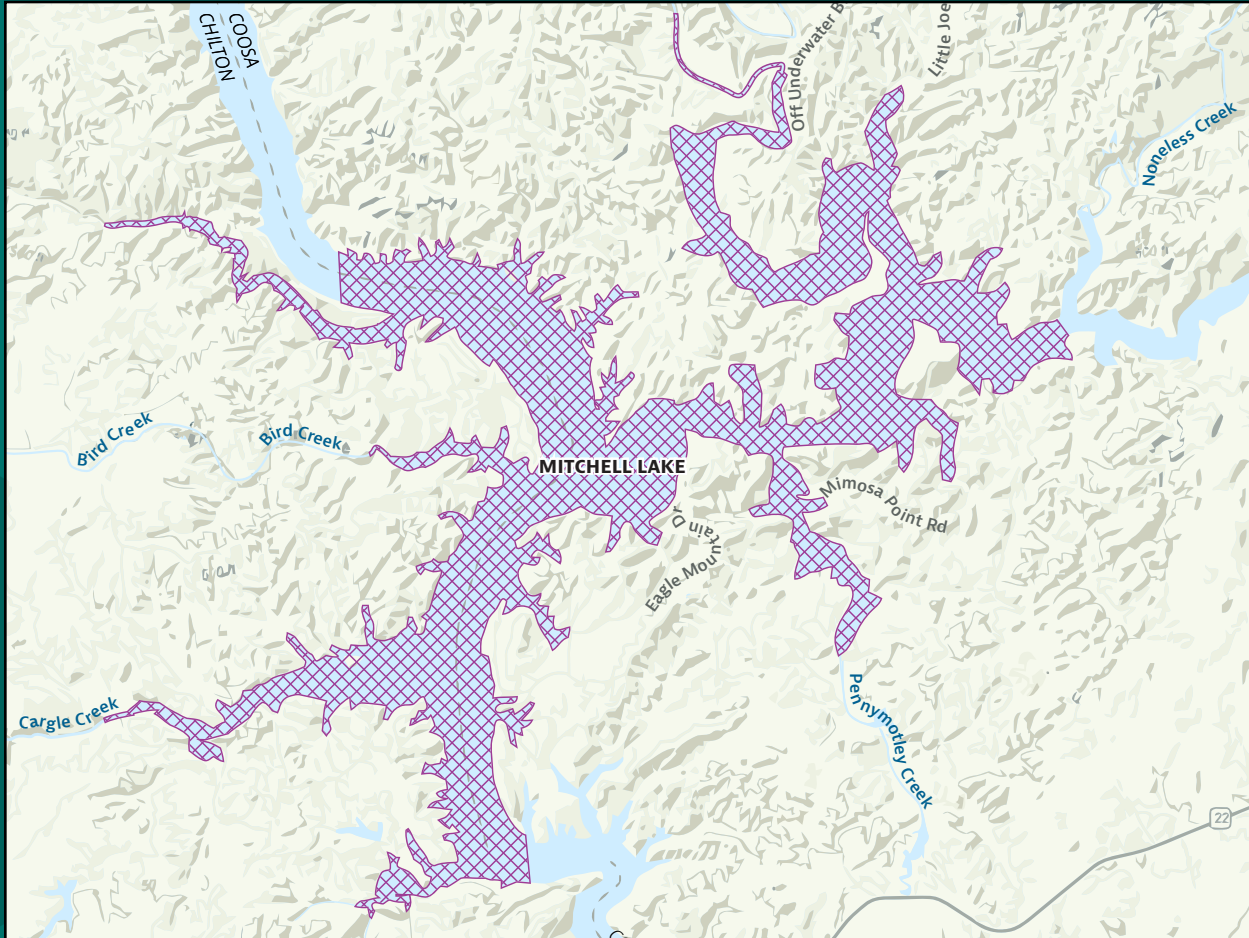 COOSA
CHILTON
Off Underwater B
Little Joe
Noneless Creek
Bird Creek
Bird Creek
MITCHELL LAKE
Mimosa Point Rd
Eagle Mountain Dr
Cargle Creek
Pennymotley Creek
22